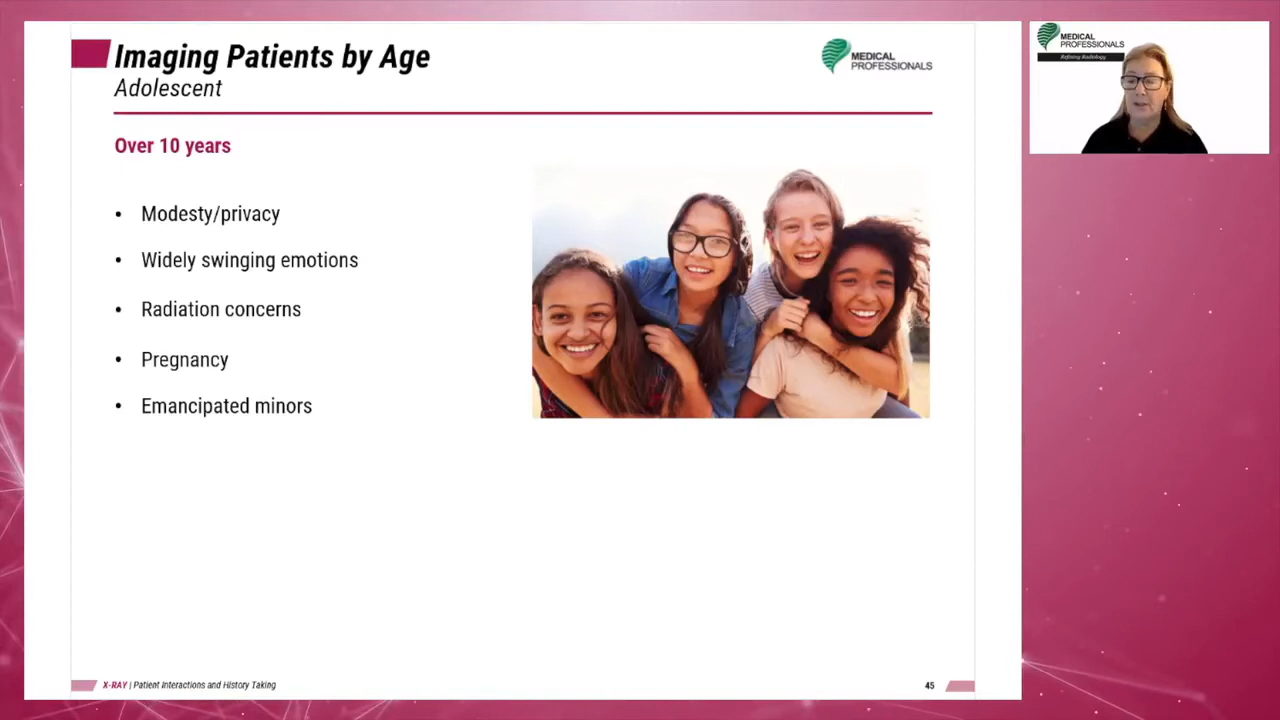 Imaging Patients by Age
Adolescent
MEDICAL
PROFESSIONALS
Over 10 years
• Modesty/privacy
• Widely swinging emotions
• Radiation concerns
• Pregnancy
• Emancipated minors
X-RAY | Patient Interactions and History Taking
45
MEDICAL
PROFESSIONALS
Refining Radiology